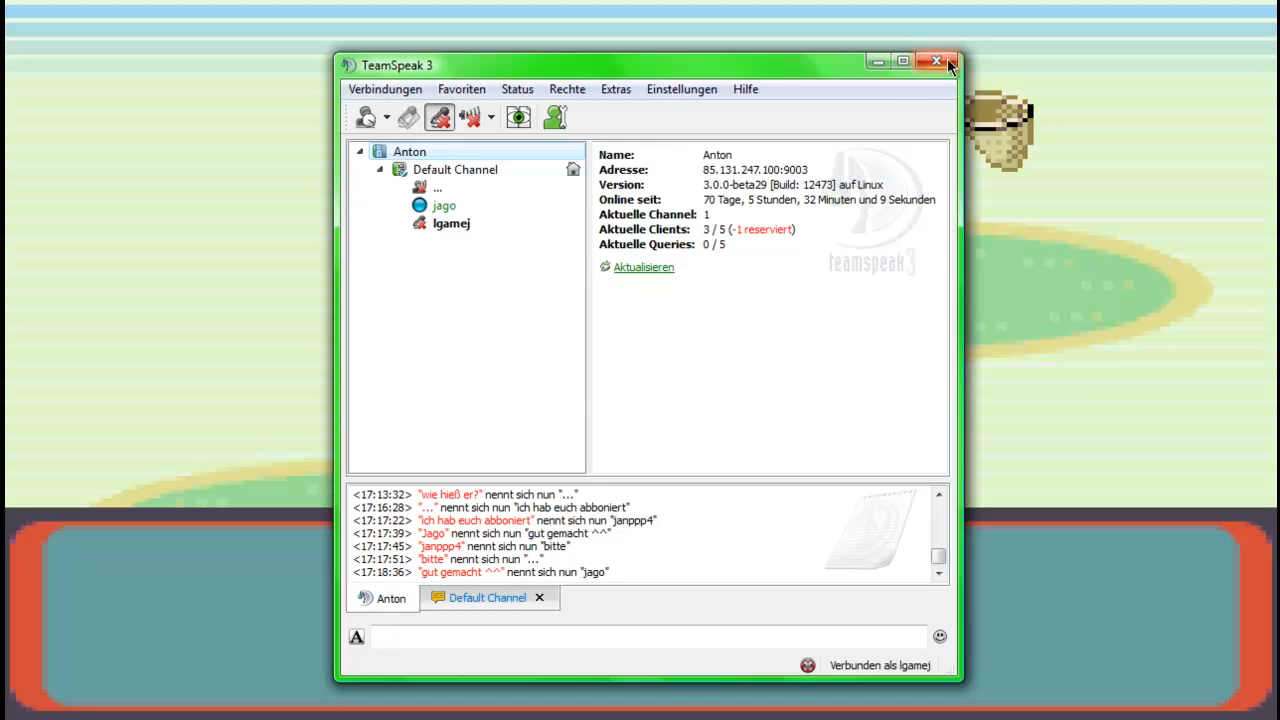 TeamSpeak 3
Verbindungen Favoriten Status Rechte Extras Einstellungen Hilfe
Anton
Default Channel
...
jago
lgamej
Name: Anton
Adresse: 85.131.247.100:9003
Version: 3.0.0-beta29 [Build: 12473] auf Linux
Online seit: 70 Tage, 5 Stunden, 32 Minuten und 9 Sekunden
Aktuelle Channel: 1
Aktuelle Clients: 3 / 5 (-1 reserviert)
Aktuelle Queries: 0 / 5
Aktualisieren
teamspeak3
<17:13:32> "wie hieß er?" nennt sich nun "..."
<17:16:28> "..." nennt sich nun "ich hab euch abboniert"
<17:17:22> "ich hab euch abboniert" nennt sich nun "janppp4"
<17:17:39> "Jago" nennt sich nun "gut gemacht ^^"
<17:17:45> "janppp4" nennt sich nun "bitte"
<17:17:51> "bitte" nennt sich nun "..."
<17:18:36> "gut gemacht ^^" nennt sich nun "jago"
Anton Default Channel
A
Verbunden als lgamej